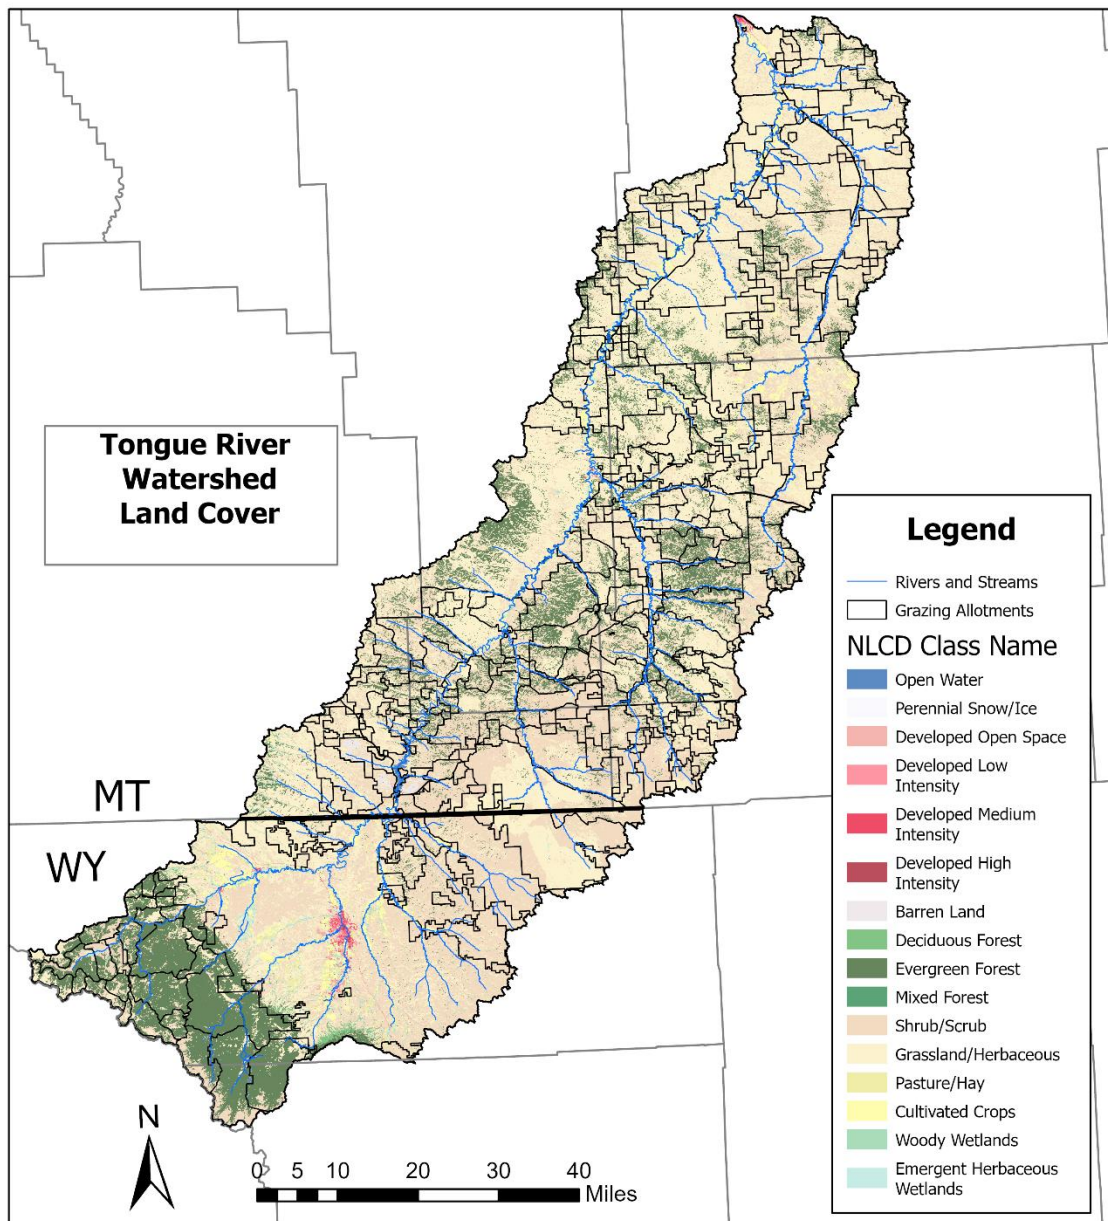 Tongue River
Watershed
Land Cover
MT
WY
N
0 5 10 20 30 40
Miles
Legend
Rivers and Streams
Grazing Allotments
NLCD Class Name
Open Water
Perennial Snow/Ice
Developed Open Space
Developed Low
Intensity
Developed Medium
Intensity
Developed High
Intensity
Barren Land
Deciduous Forest
Evergreen Forest
Mixed Forest
Shrub/Scrub
Grassland/Herbaceous
Pasture/Hay
Cultivated Crops
Woody Wetlands
Emergent Herbaceous
Wetlands